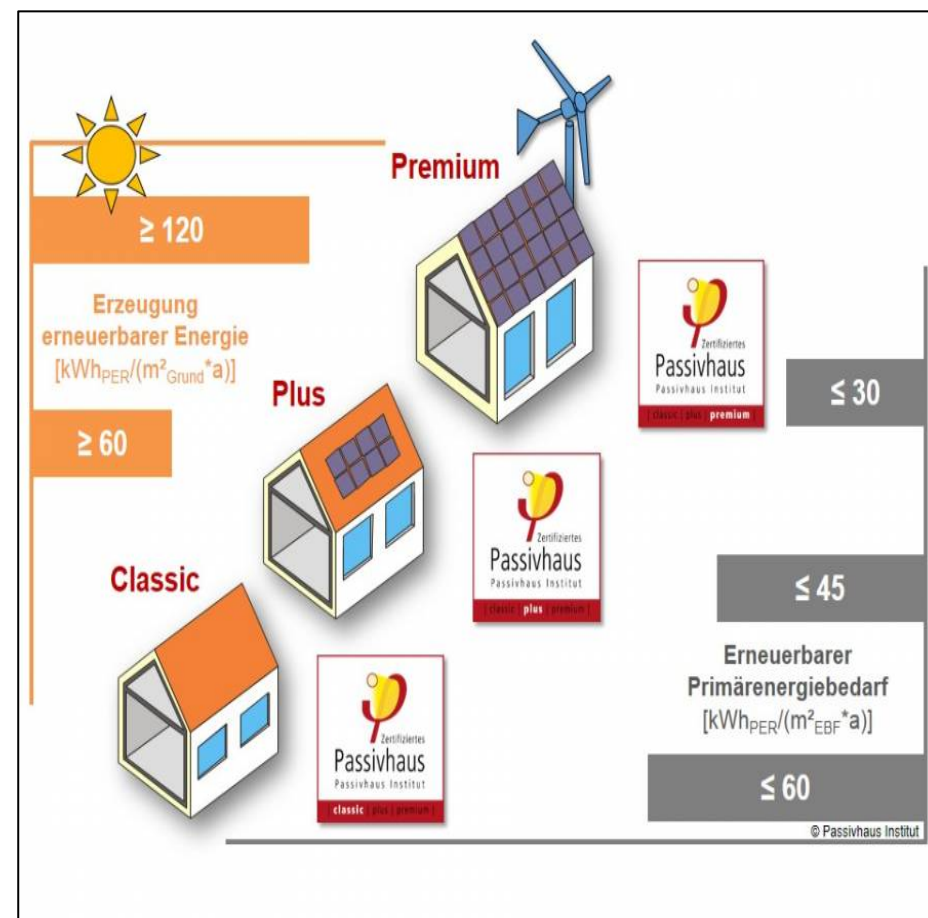 Premium
≥ 120
Erzeugung
erneuerbarer Energie
[kWhPER/(m²Grund*a)]
≥ 60
Plus
Classic
Zertifiziertes
Passivhaus
Passivhaus Institut
[ classic | plus | premium ]
≤ 30
Zertifiziertes
Passivhaus
Passivhaus Institut
[ classic | plus | premium ]
≤ 45
Erneuerbarer
Primärenergiebedarf
[kWhPER/(m²EBF*a)]
Zertifiziertes
Passivhaus
Passivhaus Institut
[ classic | plus | premium ]
≤ 60
© Passivhaus Institut